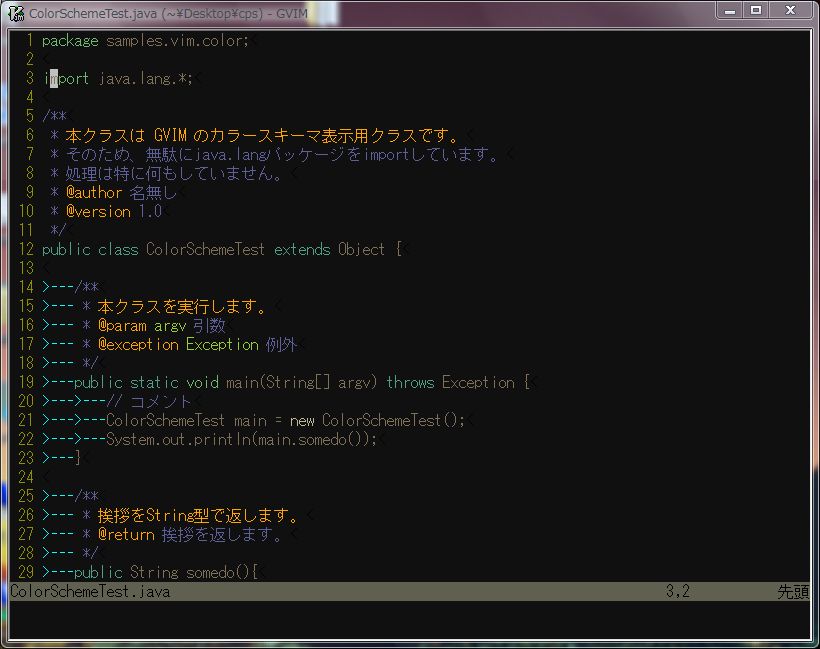 ColorSchemeTest.java (~¥Desktop¥cps) - GVIM
1 package samples.vim.color;<
2 <
3 import java.lang.*;<
4 <
5 /**<
6  * 本クラスは GVIM のカラースキーマ表示用クラスです。<
7  * そのため、無駄にjava.langパッケージをimportしています。<
8  * 処理は特に何もしていません。<
9  * @author 名無し<
10  * @version 1.0<
11  */<
12 public class ColorSchemeTest extends Object {<
13 <
14 >---/**<
15 >--- * 本クラスを実行します。<
16 >--- * @param argv 引数<
17 >--- * @exception Exception 例外<
18 >--- */<
19 >---public static void main(String[] argv) throws Exception {<
20 >--->---// コメント<
21 >--->---ColorSchemeTest main = new ColorSchemeTest();<
22 >--->---System.out.println(main.somedo());<
23 >---}<
24 <
25 >---/**<
26 >--- * 挨拶をString型で返します。<
27 >--- * @return 挨拶を返します。<
28 >--- */<
29 >---public String somedo(){<
ColorSchemeTest.java 3,2 先頭